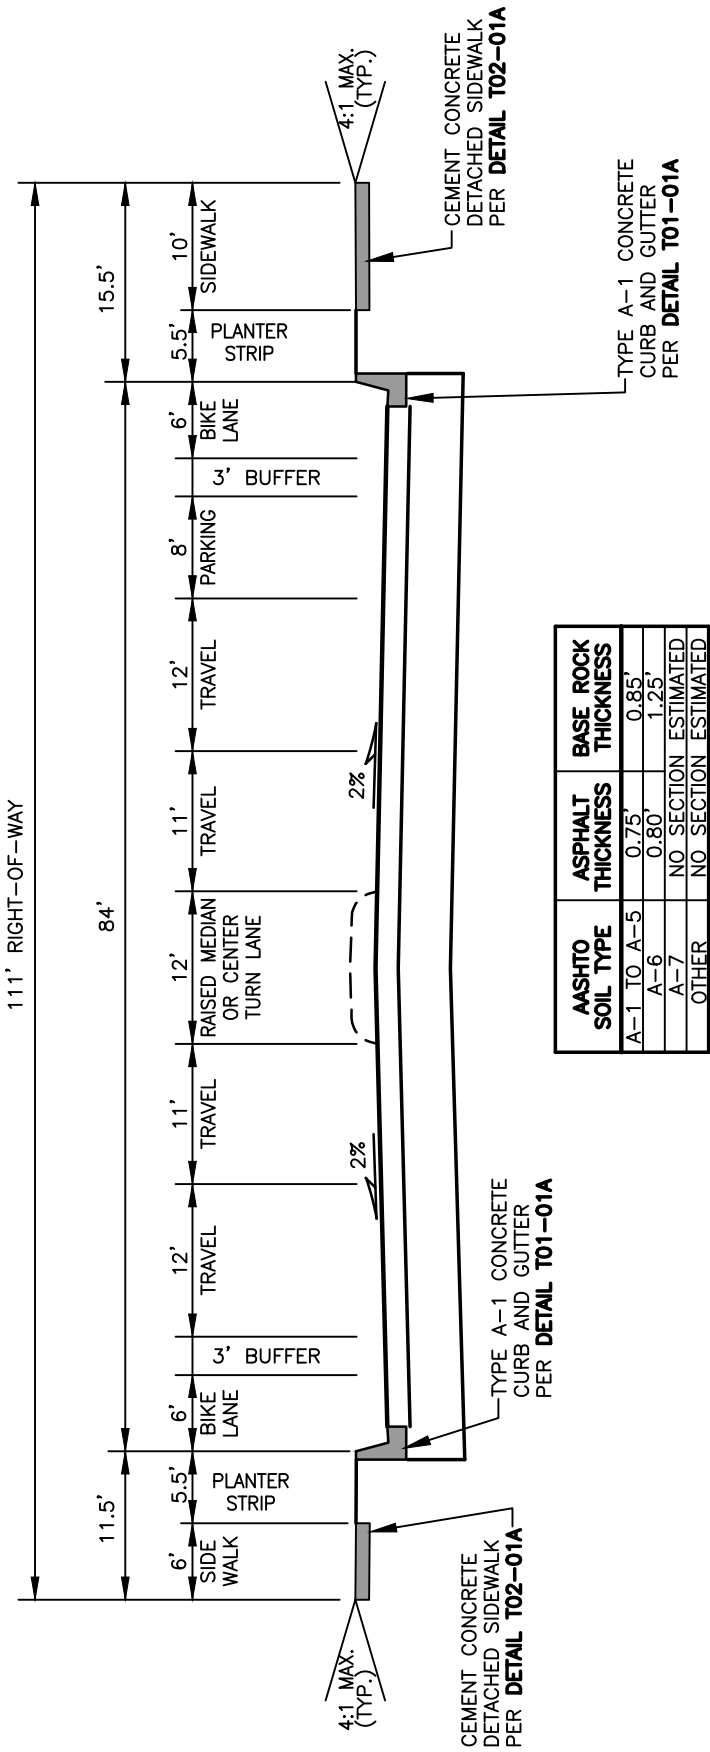 111' RIGHT-OF-WAY
11.5'
84'
15.5'
6'
5.5'
6'
12'
11'
12'
11'
12'
8'
6'
5.5'
10'
SIDE
WALK
PLANTER
STRIP
BIKE
LANE
3' BUFFER
TRAVEL
TRAVEL
RAISED MEDIAN
OR CENTER
TURN LANE
TRAVEL
TRAVEL
PARKING
3' BUFFER
BIKE
LANE
PLANTER
STRIP
SIDEWALK
4:1 MAX.
(TYP.)
2%
2%
4:1 MAX.
(TYP.)
CEMENT CONCRETE
DETACHED SIDEWALK
PER DETAIL T02-01A
TYPE A-1 CONCRETE
CURB AND GUTTER
PER DETAIL T01-01A
TYPE A-1 CONCRETE
CURB AND GUTTER
PER DETAIL T01-01A
CEMENT CONCRETE
DETACHED SIDEWALK
PER DETAIL T02-01A
AASHTO SOIL TYPE ASPHALT THICKNESS BASE ROCK THICKNESS
A-1 TO A-5 0.75' 0.85'
A-6 0.80' 1.25'
A-7 NO SECTION ESTIMATED
OTHER NO SECTION ESTIMATED